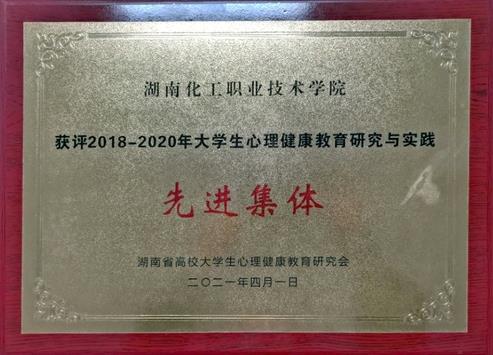 湖南化工职业技术学院
获评2018-2020年大学生心理健康教育研究与实践
先进集体
湖南省高校大学生心理健康教育研究会
二〇二一年四月一日